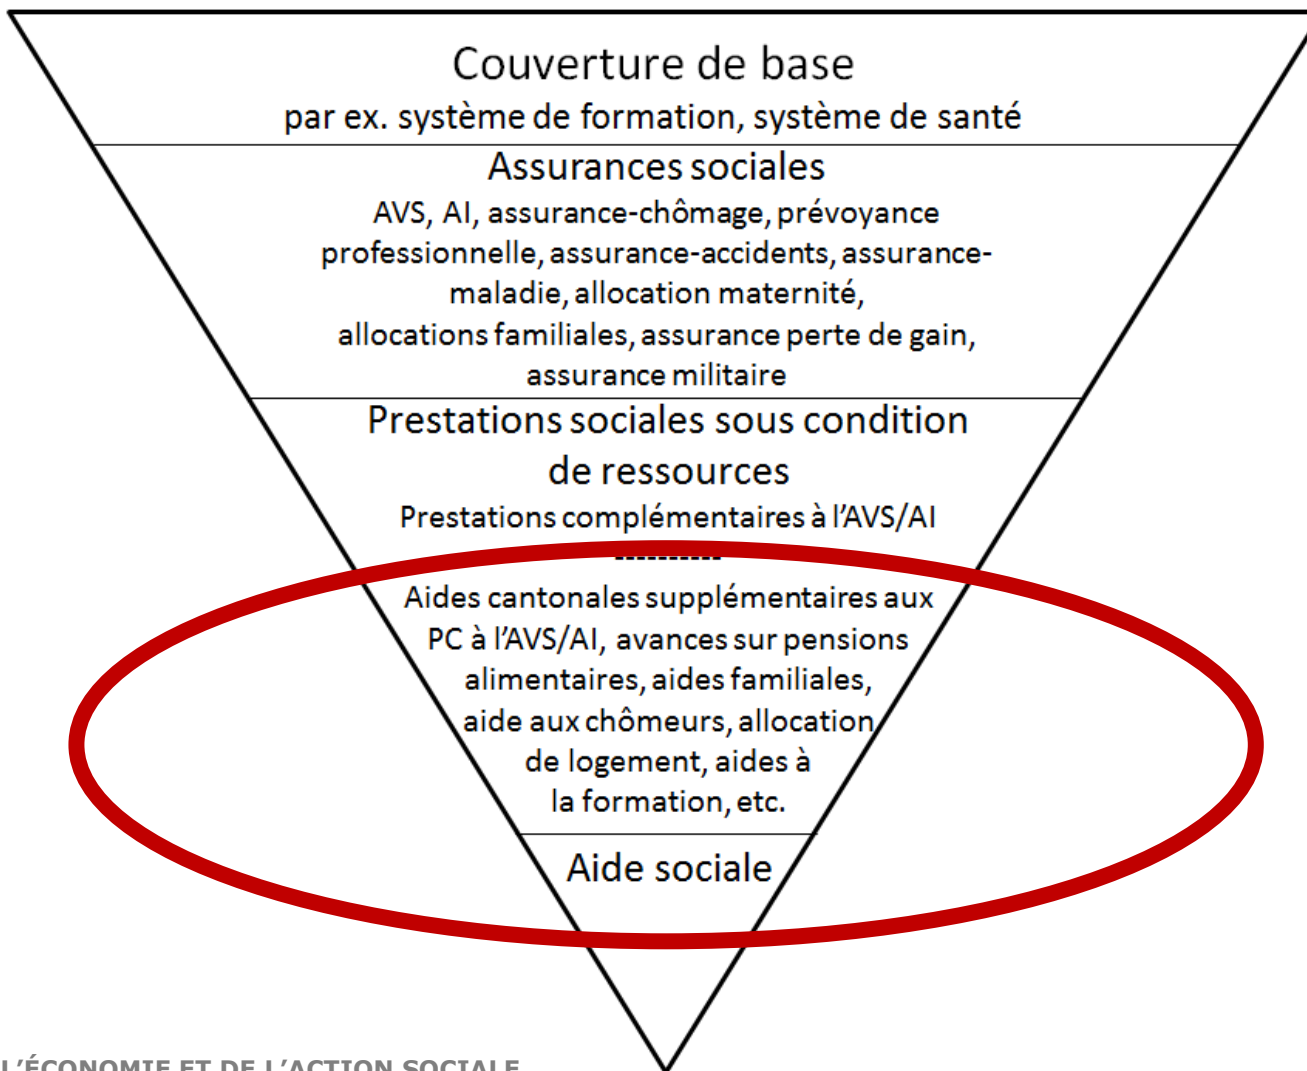 Couverture de base
par ex. système de formation, système de santé
Assurances sociales
AVS, AI, assurance-chômage, prévoyance
professionnelle, assurance-accidents, assurance-
maladie, allocation maternité,
allocations familiales, assurance perte de gain,
assurance militaire
Prestations sociales sous condition
de ressources
Prestations complémentaires à l’AVS/AI
----------
Aides cantonales supplémentaires aux
PC à l’AVS/AI, avances sur pensions
alimentaires, aides familiales,
aide aux chômeurs, allocation
de logement, aides à
la formation, etc.
Aide sociale
L’ÉCONOMIE ET DE L’ACTION SOCIALE